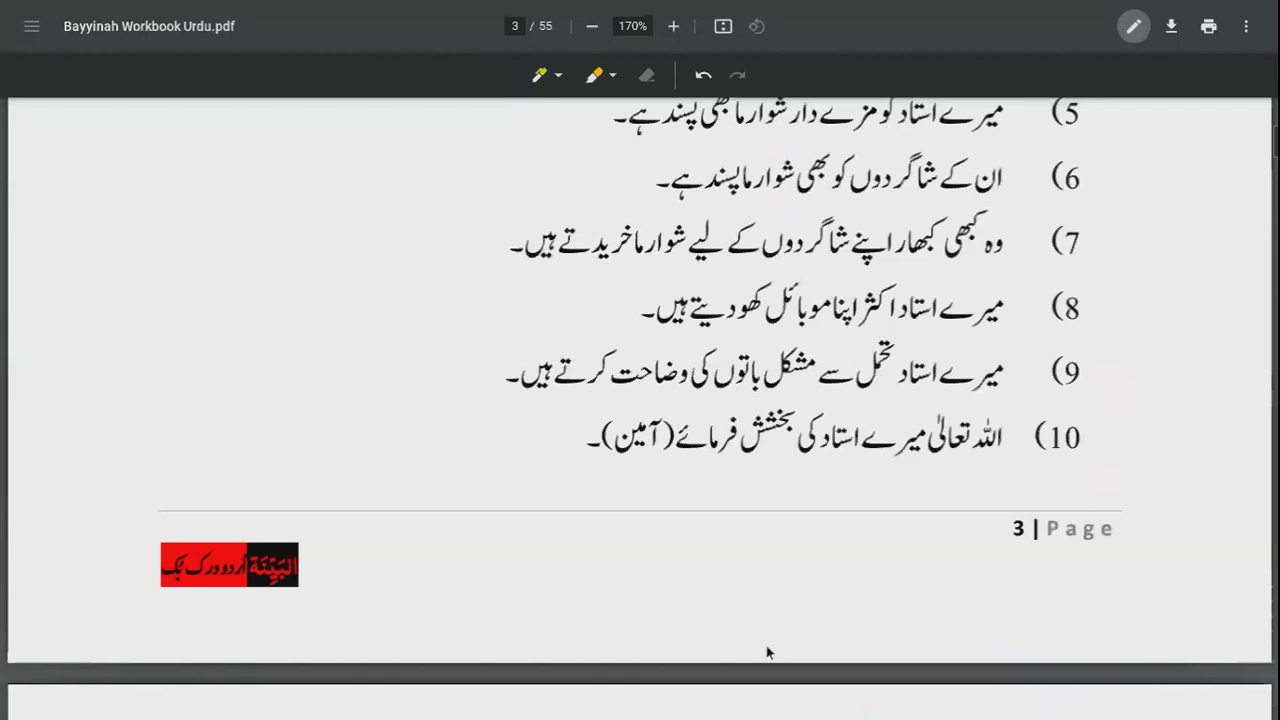 Bayyinah Workbook Urdu.pdf
3 / 55
170%
5) میرے استاد کو مزے دار شوارما بھی پسند ہے۔
6) ان کے شاگردوں کو بھی شوارما پسند ہے۔
7) وہ کبھی کبھار اپنے شاگردوں کے لیے شوارما خریدتے ہیں۔
8) میرے استاد اکثر اپنا موبائل کھو دیتے ہیں۔
9) میرے استاد تحمل سے مشکل باتوں کی وضاحت کرتے ہیں۔
10) اللہ تعالیٰ میرے استاد کی بخشش فرمائے (آمین)۔
3 | Page
البَيِّنَة اُردو ورک بُک